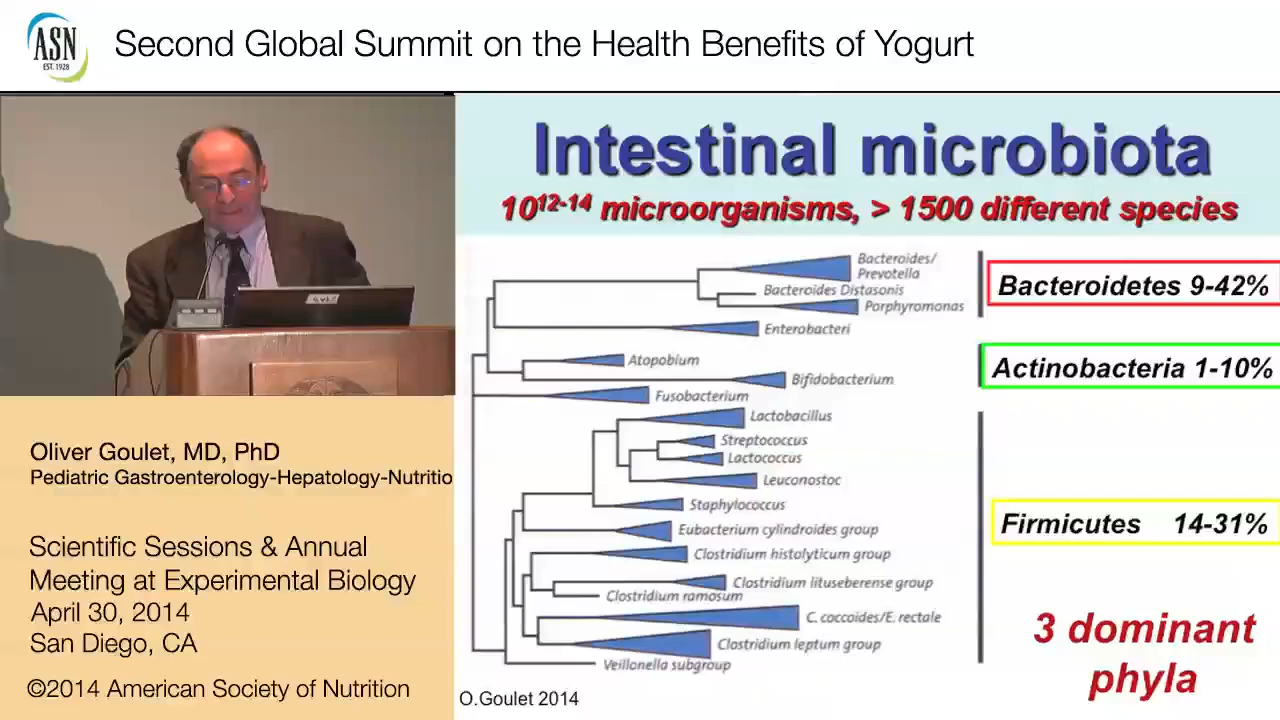 ASN
EST. 1928
Second Global Summit on the Health Benefits of Yogurt
Oliver Goulet, MD, PhD
Pediatric Gastroenterology-Hepatology-Nutritio
Scientific Sessions & Annual
Meeting at Experimental Biology
April 30, 2014
San Diego, CA
©2014 American Society of Nutrition
Intestinal microbiota
10¹²⁻¹⁴ microorganisms, > 1500 different species
Bacteroides/
Prevotella
Bacteroides Distasonis
Porphyromonas
Enterobacteri
Atopobium
Bifidobacterium
Fusobacterium
Lactobacillus
Streptococcus
Lactococcus
Leuconostoc
Staphylococcus
Eubacterium cylindroides group
Clostridium histolyticum group
Clostridium lituseberense group
Clostridium ramosum
C. coccoides/E. rectale
Clostridium leptum group
Veillonella subgroup
Bacteroidetes 9-42%
Actinobacteria 1-10%
Firmicutes 14-31%
3 dominant
phyla
O.Goulet 2014